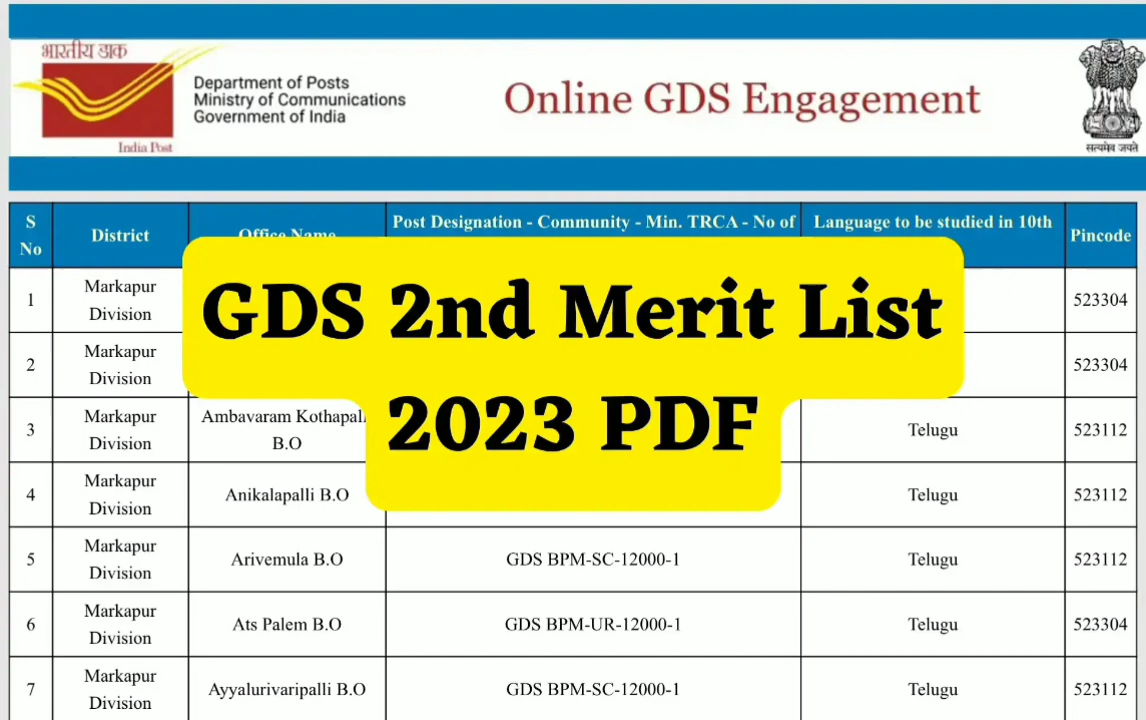 भारतीय डाक
India Post
Department of Posts
Ministry of Communications
Government of India
Online GDS Engagement
सत्यमेव जयते
S No District Office Name Post Designation - Community - Min. TRCA - No of Language to be studied in 10th Pincode
GDS 2nd Merit List
2023 PDF
1 Markapur Division 523304
2 Markapur Division 523304
3 Markapur Division Ambavaram Kothapal B.O Telugu 523112
4 Markapur Division Anikalapalli B.O Telugu 523112
5 Markapur Division Arivemula B.O GDS BPM-SC-12000-1 Telugu 523112
6 Markapur Division Ats Palem B.O GDS BPM-UR-12000-1 Telugu 523304
7 Markapur Division Ayyalurivaripalli B.O GDS BPM-SC-12000-1 Telugu 523112